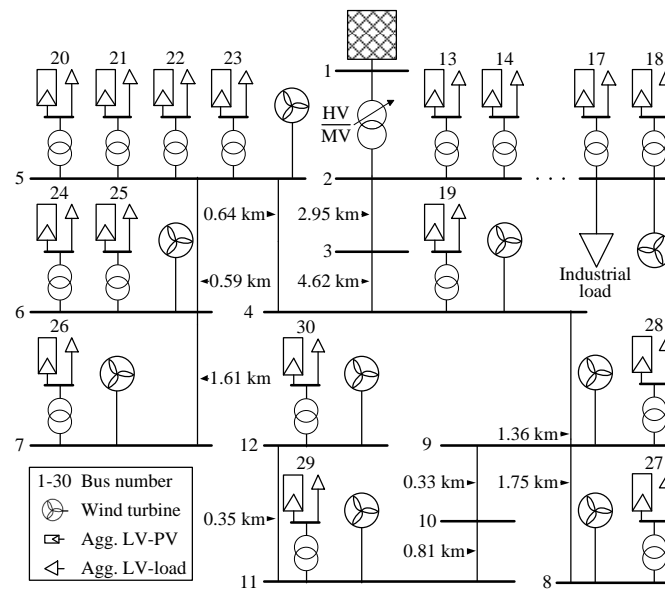 20 21 22 23 13 14 17 18
1
HV
MV
5 2 . . .
24 25 19
0.64 km 2.95 km
3
0.59 km 4.62 km
Industrial
load
6 4
26 30 28
1.61 km
1.36 km
7 12 9
1-30 Bus number
Wind turbine
Agg. LV-PV
Agg. LV-load
29 27
0.33 km 1.75 km
0.35 km
10
0.81 km
11 8